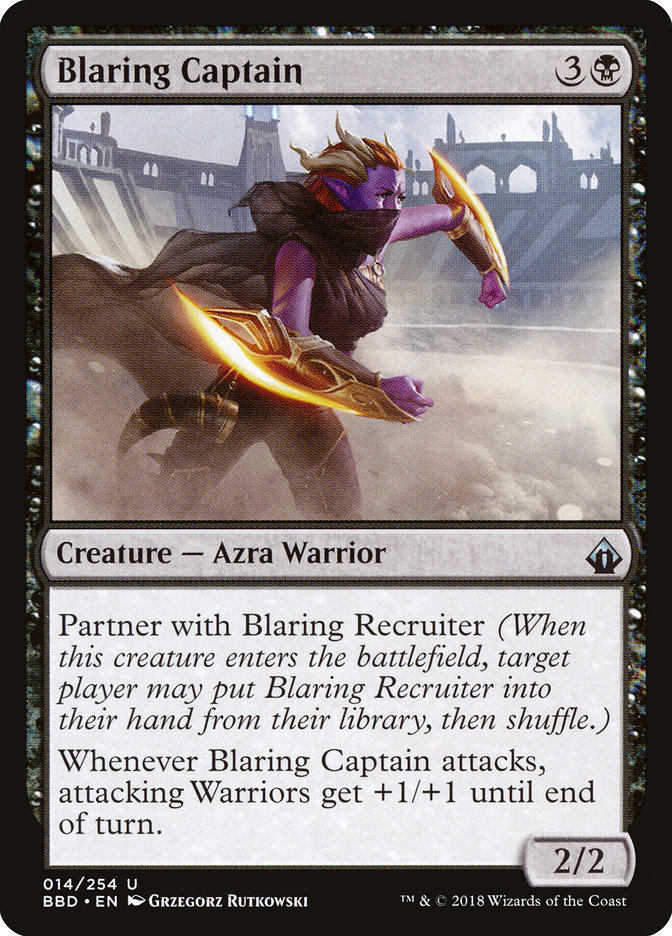 Blaring Captain 3
Creature — Azra Warrior
Partner with Blaring Recruiter (When
this creature enters the battlefield, target
player may put Blaring Recruiter into
their hand from their library, then shuffle.)
Whenever Blaring Captain attacks,
attacking Warriors get +1/+1 until end
of turn.
2/2
014/254 U
BBD • EN Grzegorz Rutkowski ™ & © 2018 Wizards of the Coast